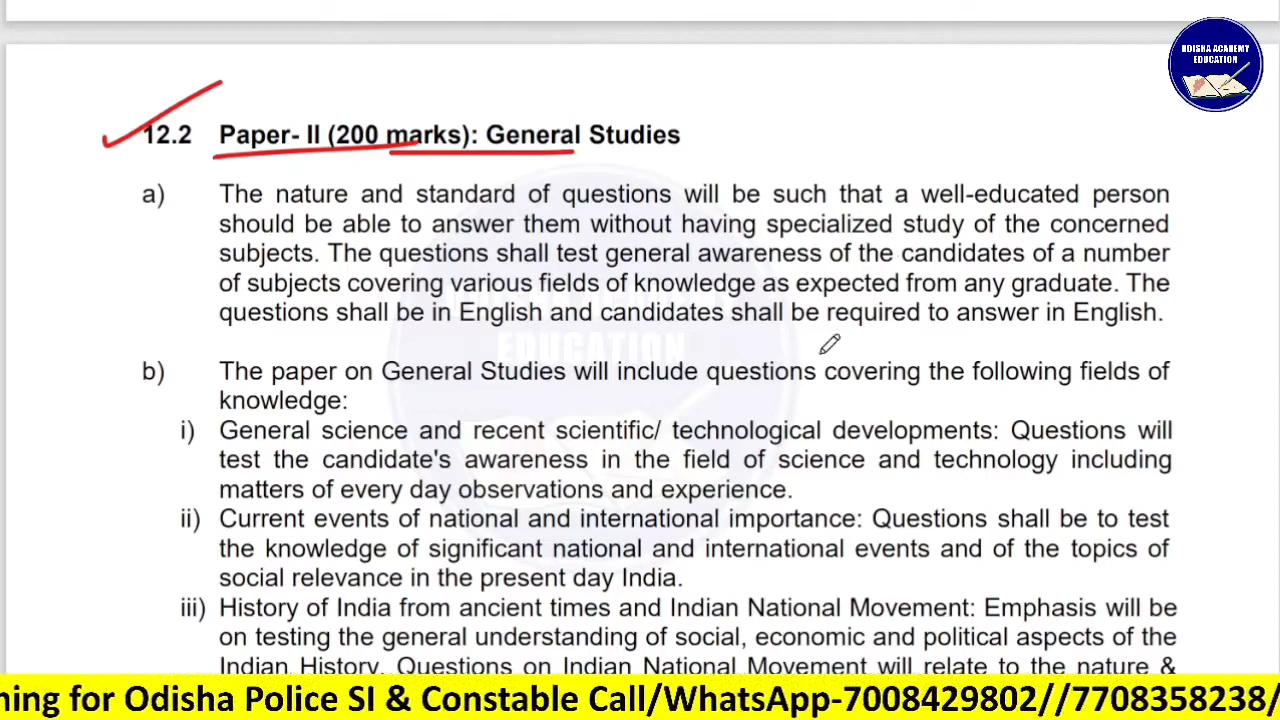 ODISHA ACADEMY
EDUCATION
12.2 Paper- II (200 marks): General Studies
a) The nature and standard of questions will be such that a well-educated person
should be able to answer them without having specialized study of the concerned
subjects. The questions shall test general awareness of the candidates of a number
of subjects covering various fields of knowledge as expected from any graduate. The
questions shall be in English and candidates shall be required to answer in English.
EDUCATION
b) The paper on General Studies will include questions covering the following fields of
knowledge:
i) General science and recent scientific/ technological developments: Questions will
test the candidate's awareness in the field of science and technology including
matters of every day observations and experience.
ii) Current events of national and international importance: Questions shall be to test
the knowledge of significant national and international events and of the topics of
social relevance in the present day India.
iii) History of India from ancient times and Indian National Movement: Emphasis will be
on testing the general understanding of social, economic and political aspects of the
Indian History. Questions on Indian National Movement will relate to the nature &
for Odisha Police SI & Constable Call/WhatsApp-7008429802//7708358238/